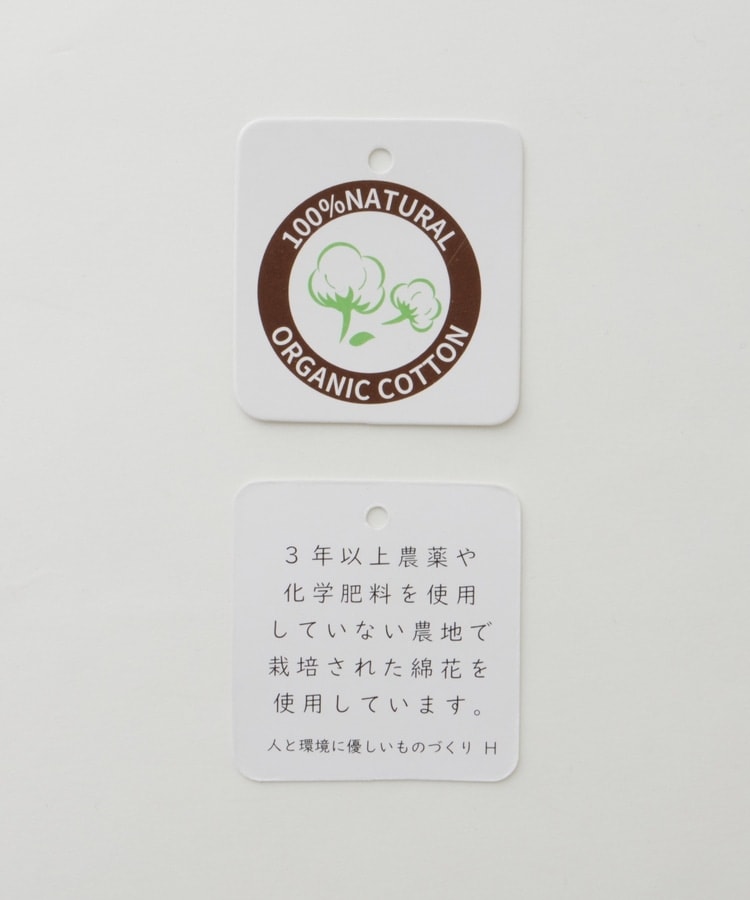 100%NATURAL
ORGANIC COTTON
3年以上農薬や
化学肥料を使用
していない農地で
栽培された綿花を
使用しています。
人と環境に優しいものづくり H